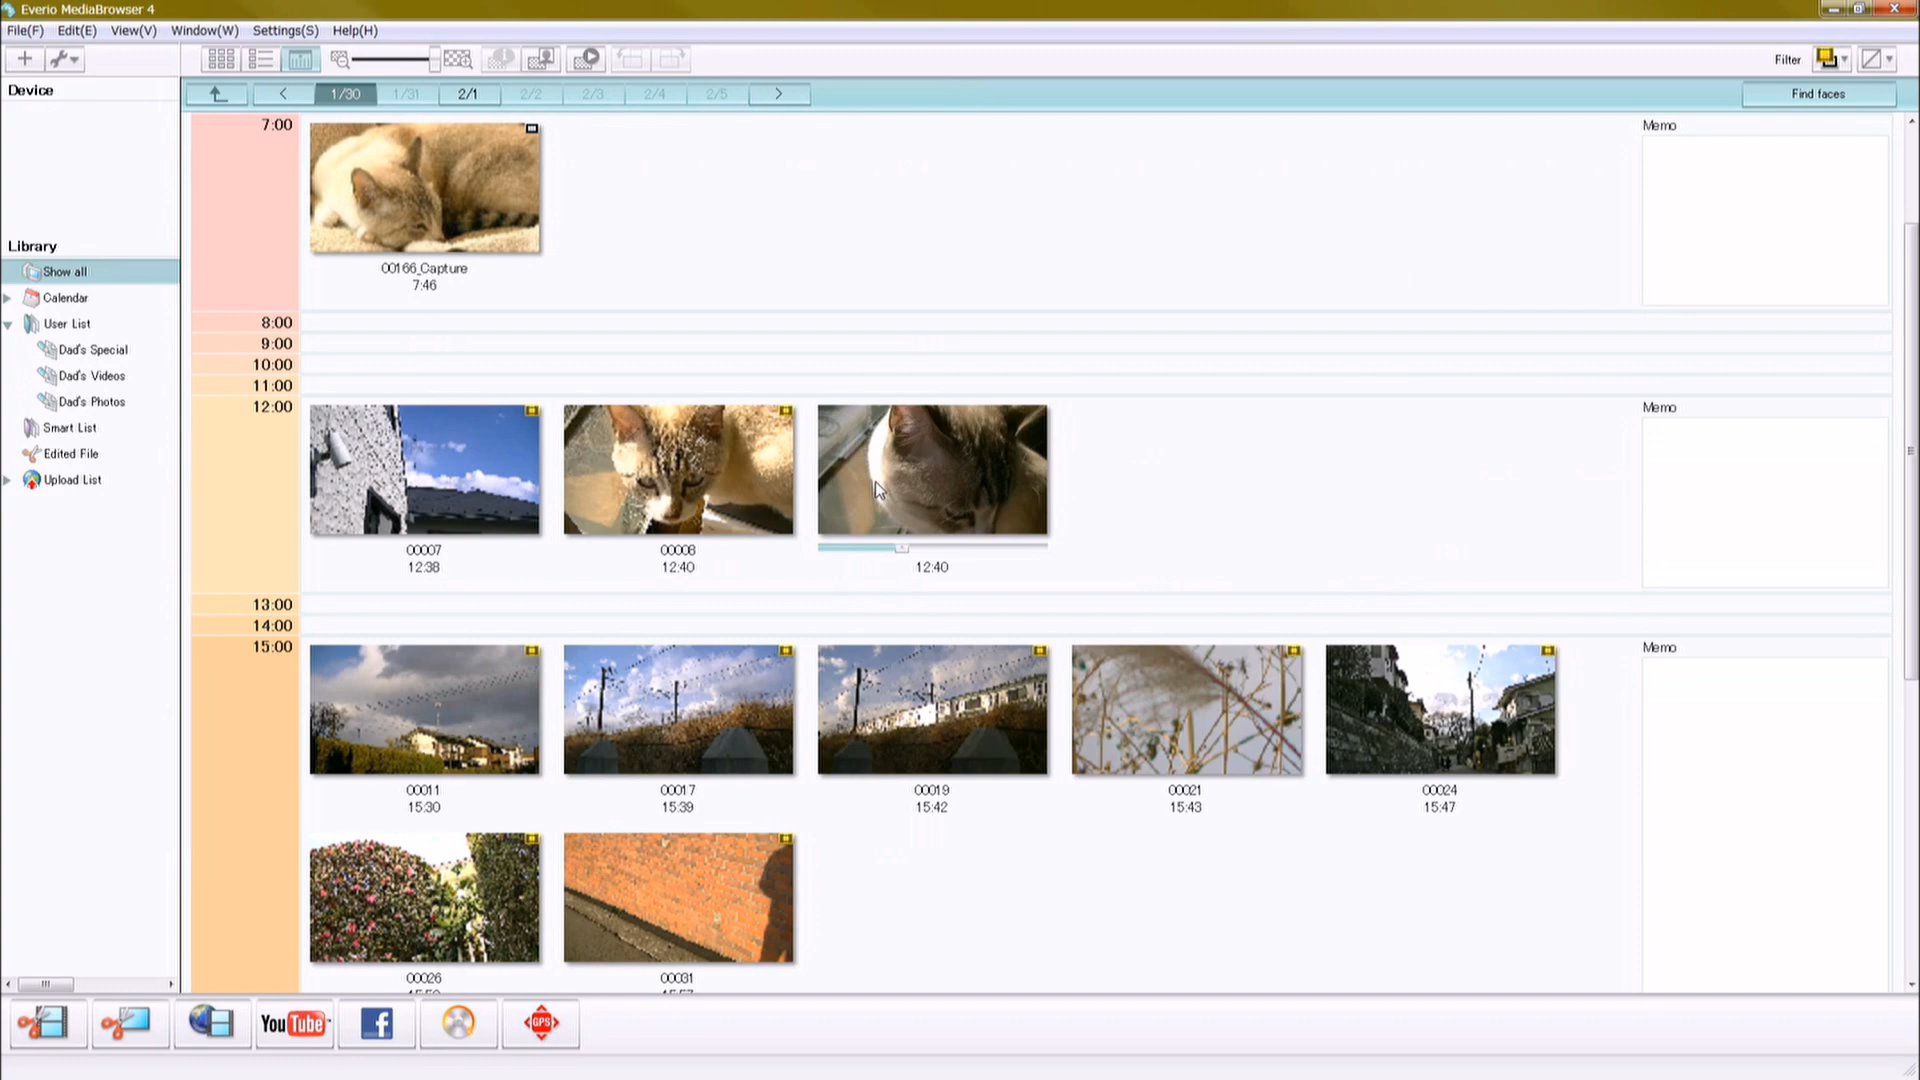 Everio MediaBrowser 4
File(F) Edit(E) View(V) Window(W) Settings(S) Help(H)
Filter
Device
1/30 1/31 2/1 2/2 2/3 2/4 2/5
Find faces
Library
Show all
Calendar
User List
Dad's Special
Dad's Videos
Dad's Photos
Smart List
Edited File
Upload List
7:00
Memo
00166_Capture
7:46
8:00
9:00
10:00
11:00
12:00
Memo
00007
12:38
00008
12:40
12:40
13:00
14:00
15:00
Memo
00011
15:30
00017
15:39
00019
15:42
00021
15:43
00024
15:47
00026
00031
YouTube
f
GPS